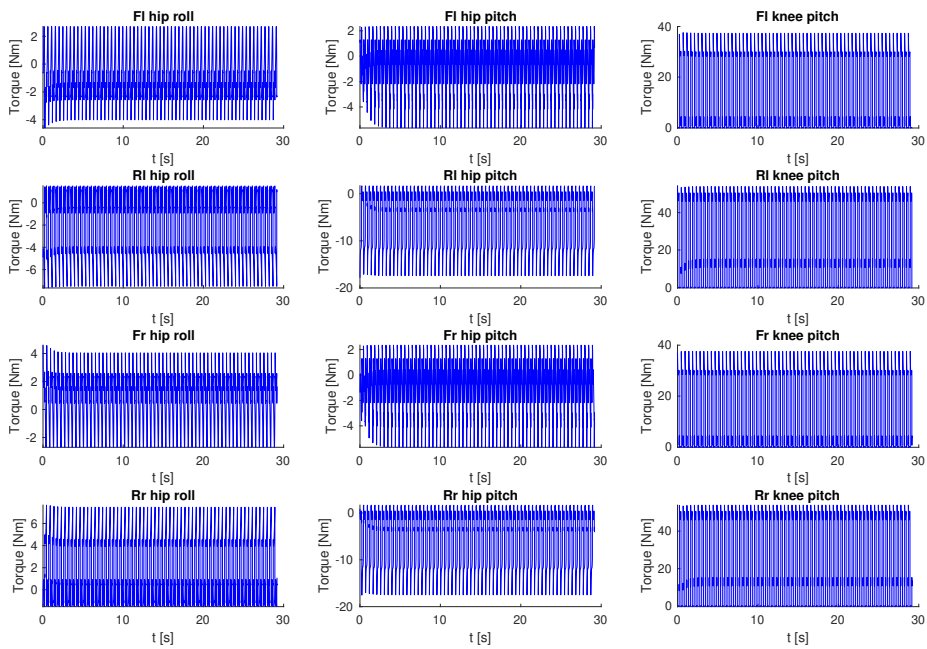 Fl hip roll
Torque [Nm]
2
0
-2
-4
0 10 20 30
t [s]
Fl hip pitch
Torque [Nm]
2
0
-2
-4
0 10 20 30
t [s]
Fl knee pitch
Torque [Nm]
40
20
0
0 10 20 30
t [s]
Rl hip roll
Torque [Nm]
0
-2
-4
-6
0 10 20 30
t [s]
Rl hip pitch
Torque [Nm]
0
-10
-20
0 10 20 30
t [s]
Rl knee pitch
Torque [Nm]
40
20
0
0 10 20 30
t [s]
Fr hip roll
Torque [Nm]
4
2
0
-2
0 10 20 30
t [s]
Fr hip pitch
Torque [Nm]
2
0
-2
-4
0 10 20 30
t [s]
Fr knee pitch
Torque [Nm]
40
20
0
0 10 20 30
t [s]
Rr hip roll
Torque [Nm]
6
4
2
0
0 10 20 30
t [s]
Rr hip pitch
Torque [Nm]
0
-10
-20
0 10 20 30
t [s]
Rr knee pitch
Torque [Nm]
40
20
0
0 10 20 30
t [s]